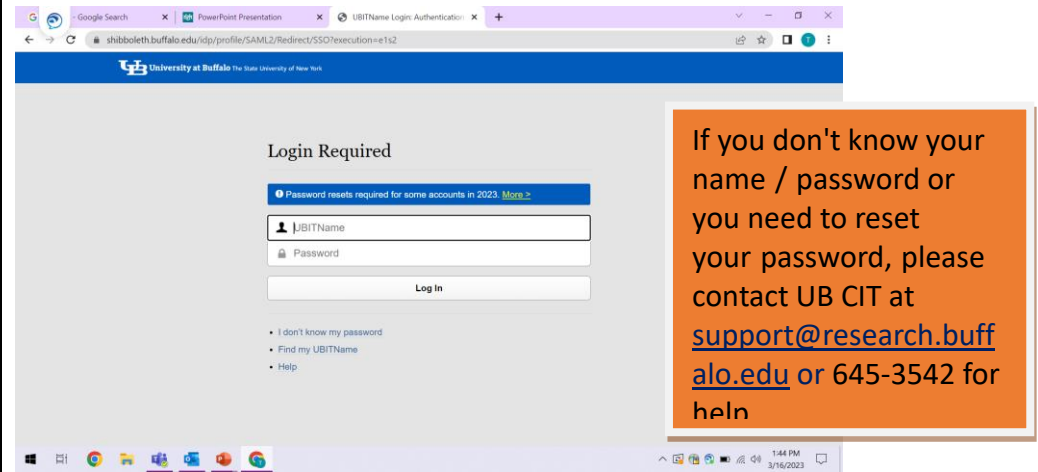 G
- Google Search
PowerPoint Presentation
UBITName Login: Authentication
shibboleth.buffalo.edu/idp/profile/SAML2/Redirect/SSO?execution=e1s2
T
University at Buffalo The State University of New York
Login Required
Password resets required for some accounts in 2023. More >
UBITName
Password
Log In
• I don't know my password
• Find my UBITName
• Help
If you don't know your
name / password or
you need to reset
your password, please
contact UB CIT at
support@research.buff
alo.edu or 645-3542 for
help
1:44 PM
3/16/2023